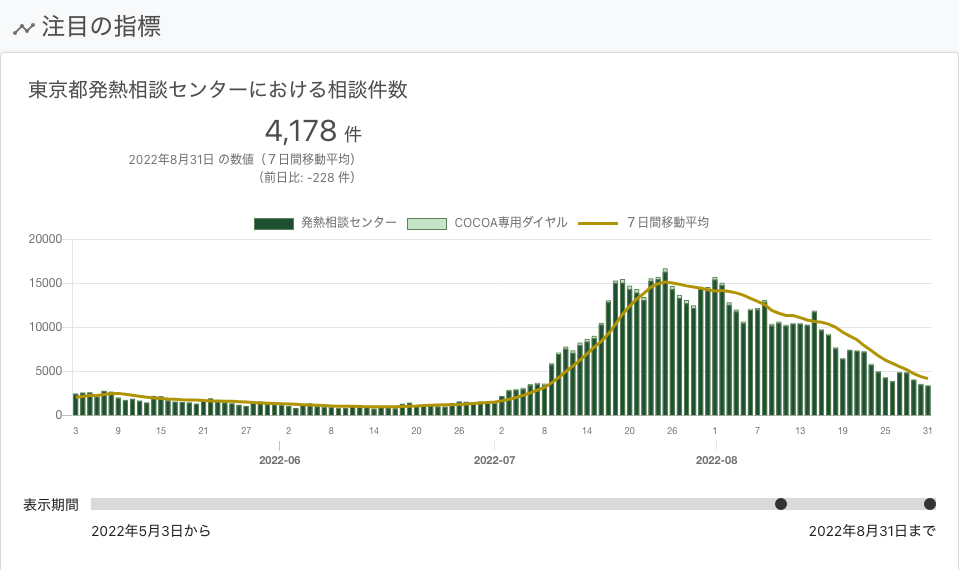 注目の指標
東京都発熱相談センターにおける相談件数
4,178 件
2022年8月31日 の数値（７日間移動平均）
（前日比: -228 件）
発熱相談センター COCOA専用ダイヤル ７日間移動平均
20000
15000
10000
5000
0
3 9 15 21 27 2 8 14 20 26 2 8 14 20 26 1 7 13 19 25 31
2022-06 2022-07 2022-08
表示期間
2022年5月3日から 2022年8月31日まで